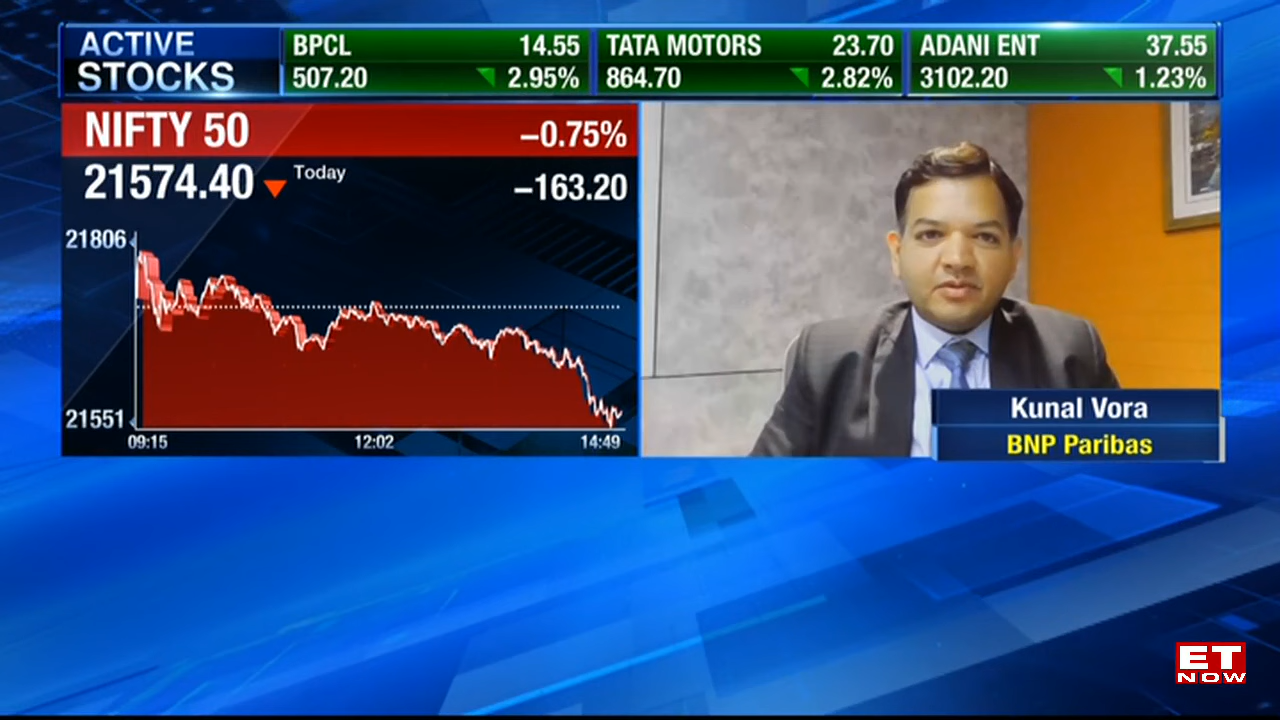 ACTIVE
STOCKS
BPCL 14.55
507.20 2.95%
TATA MOTORS 23.70
864.70 2.82%
ADANI ENT 37.55
3102.20 1.23%
NIFTY 50 −0.75%
21574.40 Today −163.20
21806
21551
09:15 12:02 14:49
Kunal Vora
BNP Paribas
ET
NOW